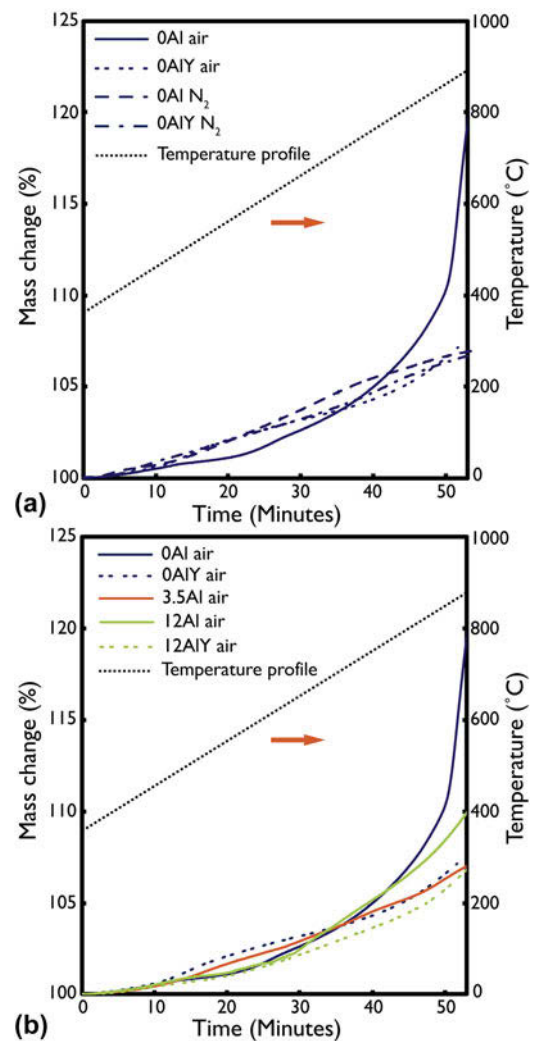 125
1000
0Al air
0AlY air
0Al N2
0AlY N2
Temperature profile
120
800
115
600
110
400
105
200
100
0
Mass change (%)
Temperature (°C)
0 10 20 30 40 50
(a)
Time (Minutes)
125
1000
0Al air
0AlY air
3.5Al air
12Al air
12AlY air
Temperature profile
120
800
115
600
110
400
105
200
100
0
Mass change (%)
Temperature (°C)
0 10 20 30 40 50
(b)
Time (Minutes)